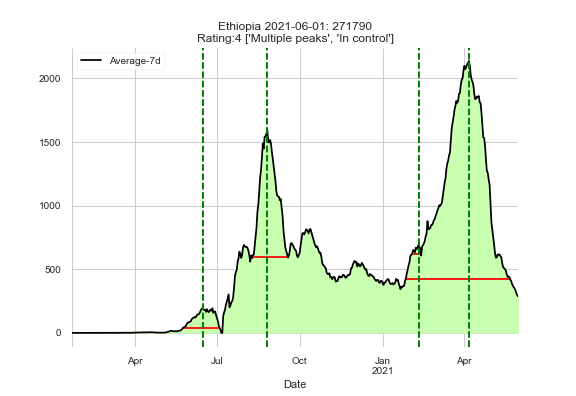 Ethiopia 2021-06-01: 271790
Rating:4 ['Multiple peaks', 'In control']
Average-7d
2000
1500
1000
500
0
Apr
Jul
Oct
Jan
2021
Apr
Date